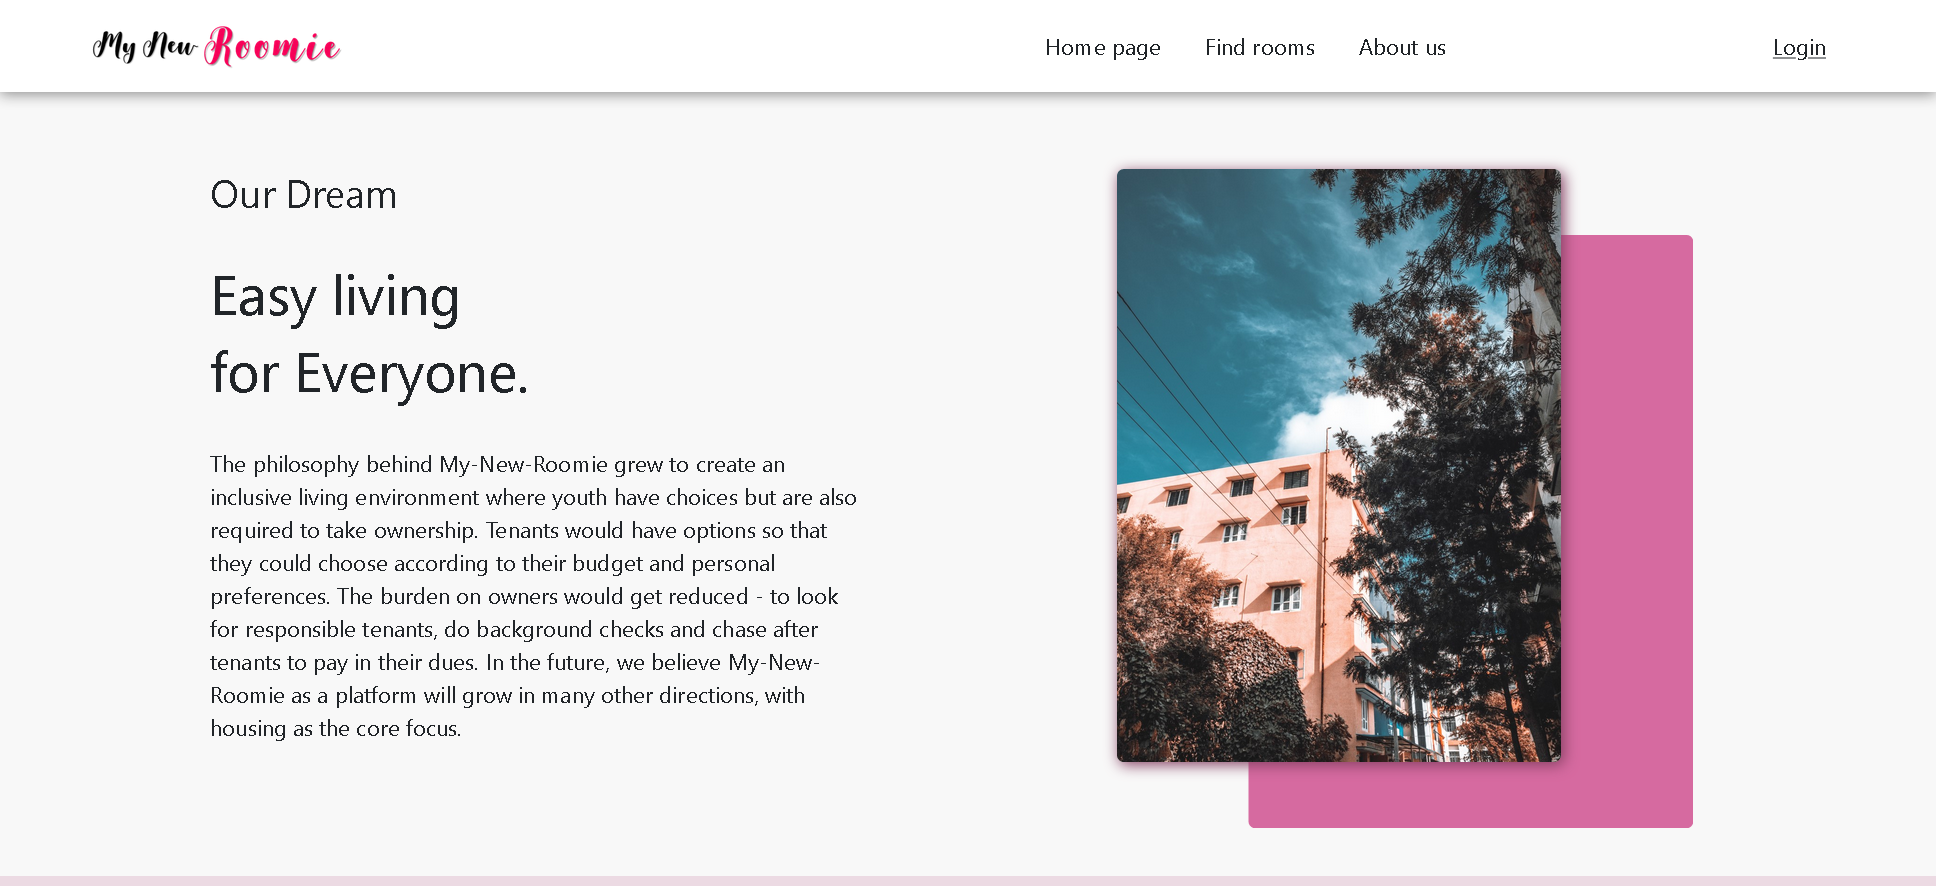 My New Roomie
Home page
Find rooms
About us
Login
Our Dream
Easy living
for Everyone.
The philosophy behind My-New-Roomie grew to create an
inclusive living environment where youth have choices but are also
required to take ownership. Tenants would have options so that
they could choose according to their budget and personal
preferences. The burden on owners would get reduced - to look
for responsible tenants, do background checks and chase after
tenants to pay in their dues. In the future, we believe My-New-
Roomie as a platform will grow in many other directions, with
housing as the core focus.